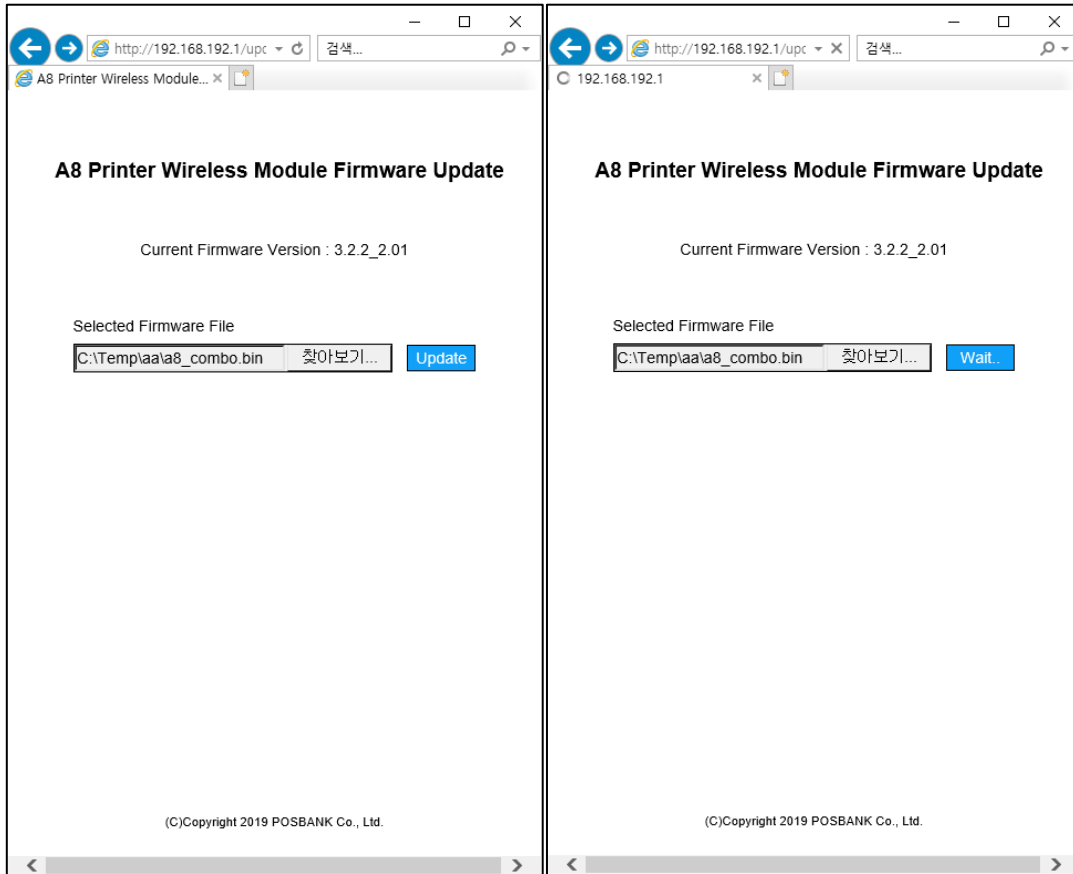 http://192.168.192.1/upc
검색...
A8 Printer Wireless Module...
A8 Printer Wireless Module Firmware Update
Current Firmware Version : 3.2.2_2.01
Selected Firmware File
C:\Temp\aa\a8_combo.bin
찾아보기...
Update
(C)Copyright 2019 POSBANK Co., Ltd.
http://192.168.192.1/upc
검색...
192.168.192.1
A8 Printer Wireless Module Firmware Update
Current Firmware Version : 3.2.2_2.01
Selected Firmware File
C:\Temp\aa\a8_combo.bin
찾아보기...
Wait..
(C)Copyright 2019 POSBANK Co., Ltd.